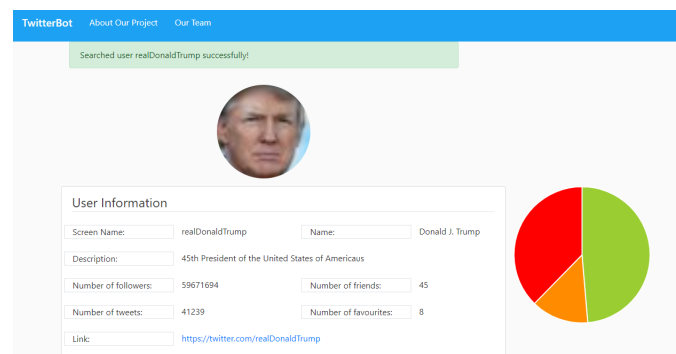 TwitterBot About Our Project Our Team
Searched user realDonaldTrump successfully!
User Information
Screen Name: realDonaldTrump Name: Donald J. Trump
Description: 45th President of the United States of Americaus
Number of followers: 59671694 Number of friends: 45
Number of tweets: 41239 Number of favourites: 8
Link: https://twitter.com/realDonaldTrump